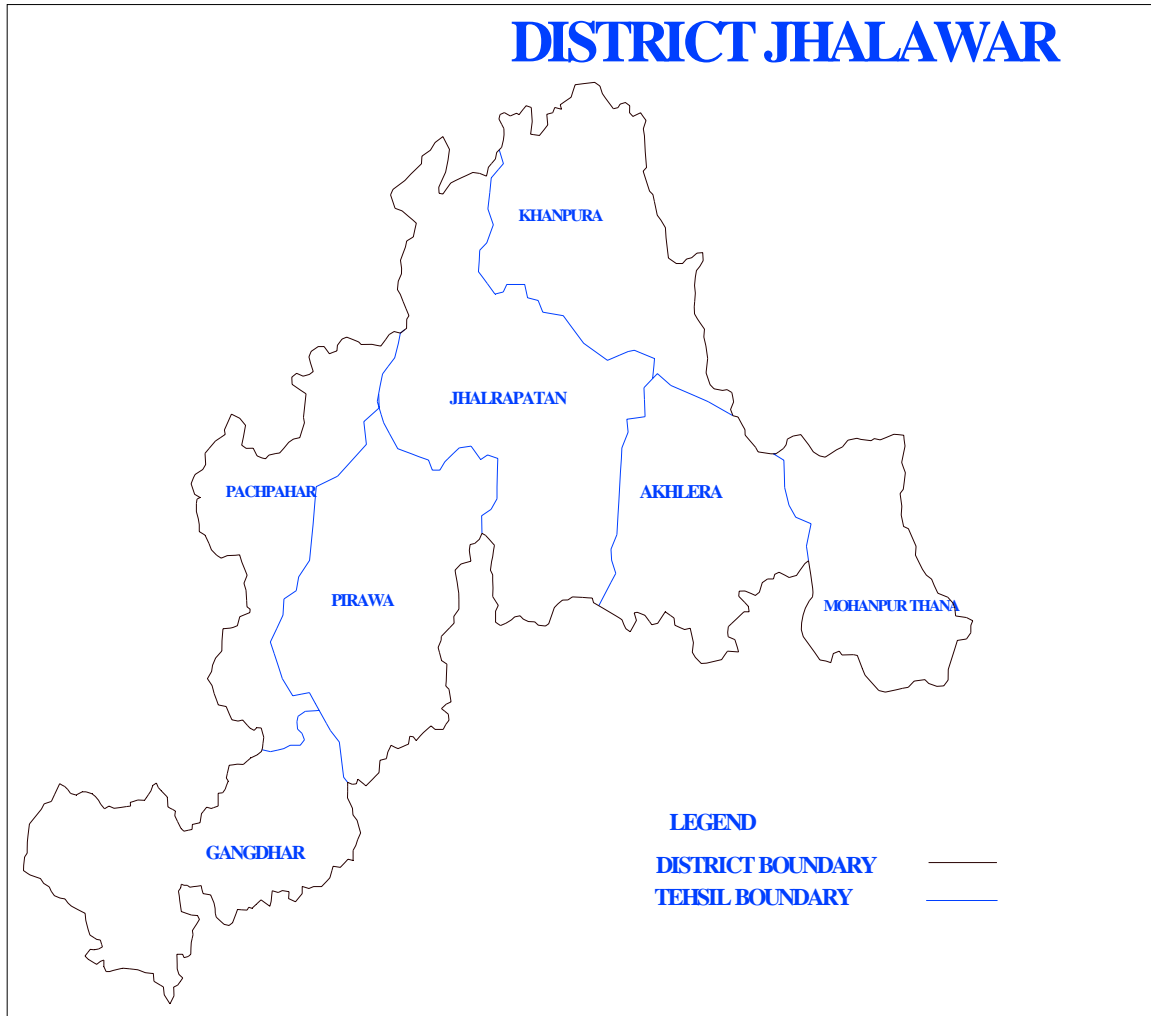 DISTRICT JHALAWAR
KHANPURA
JHALRAPATAN
PACHPAHAR
AKHLERA
PIRAWA
MOHANPUR THANA
GANGDHAR
LEGEND
DISTRICT BOUNDARY
TEHSIL BOUNDARY